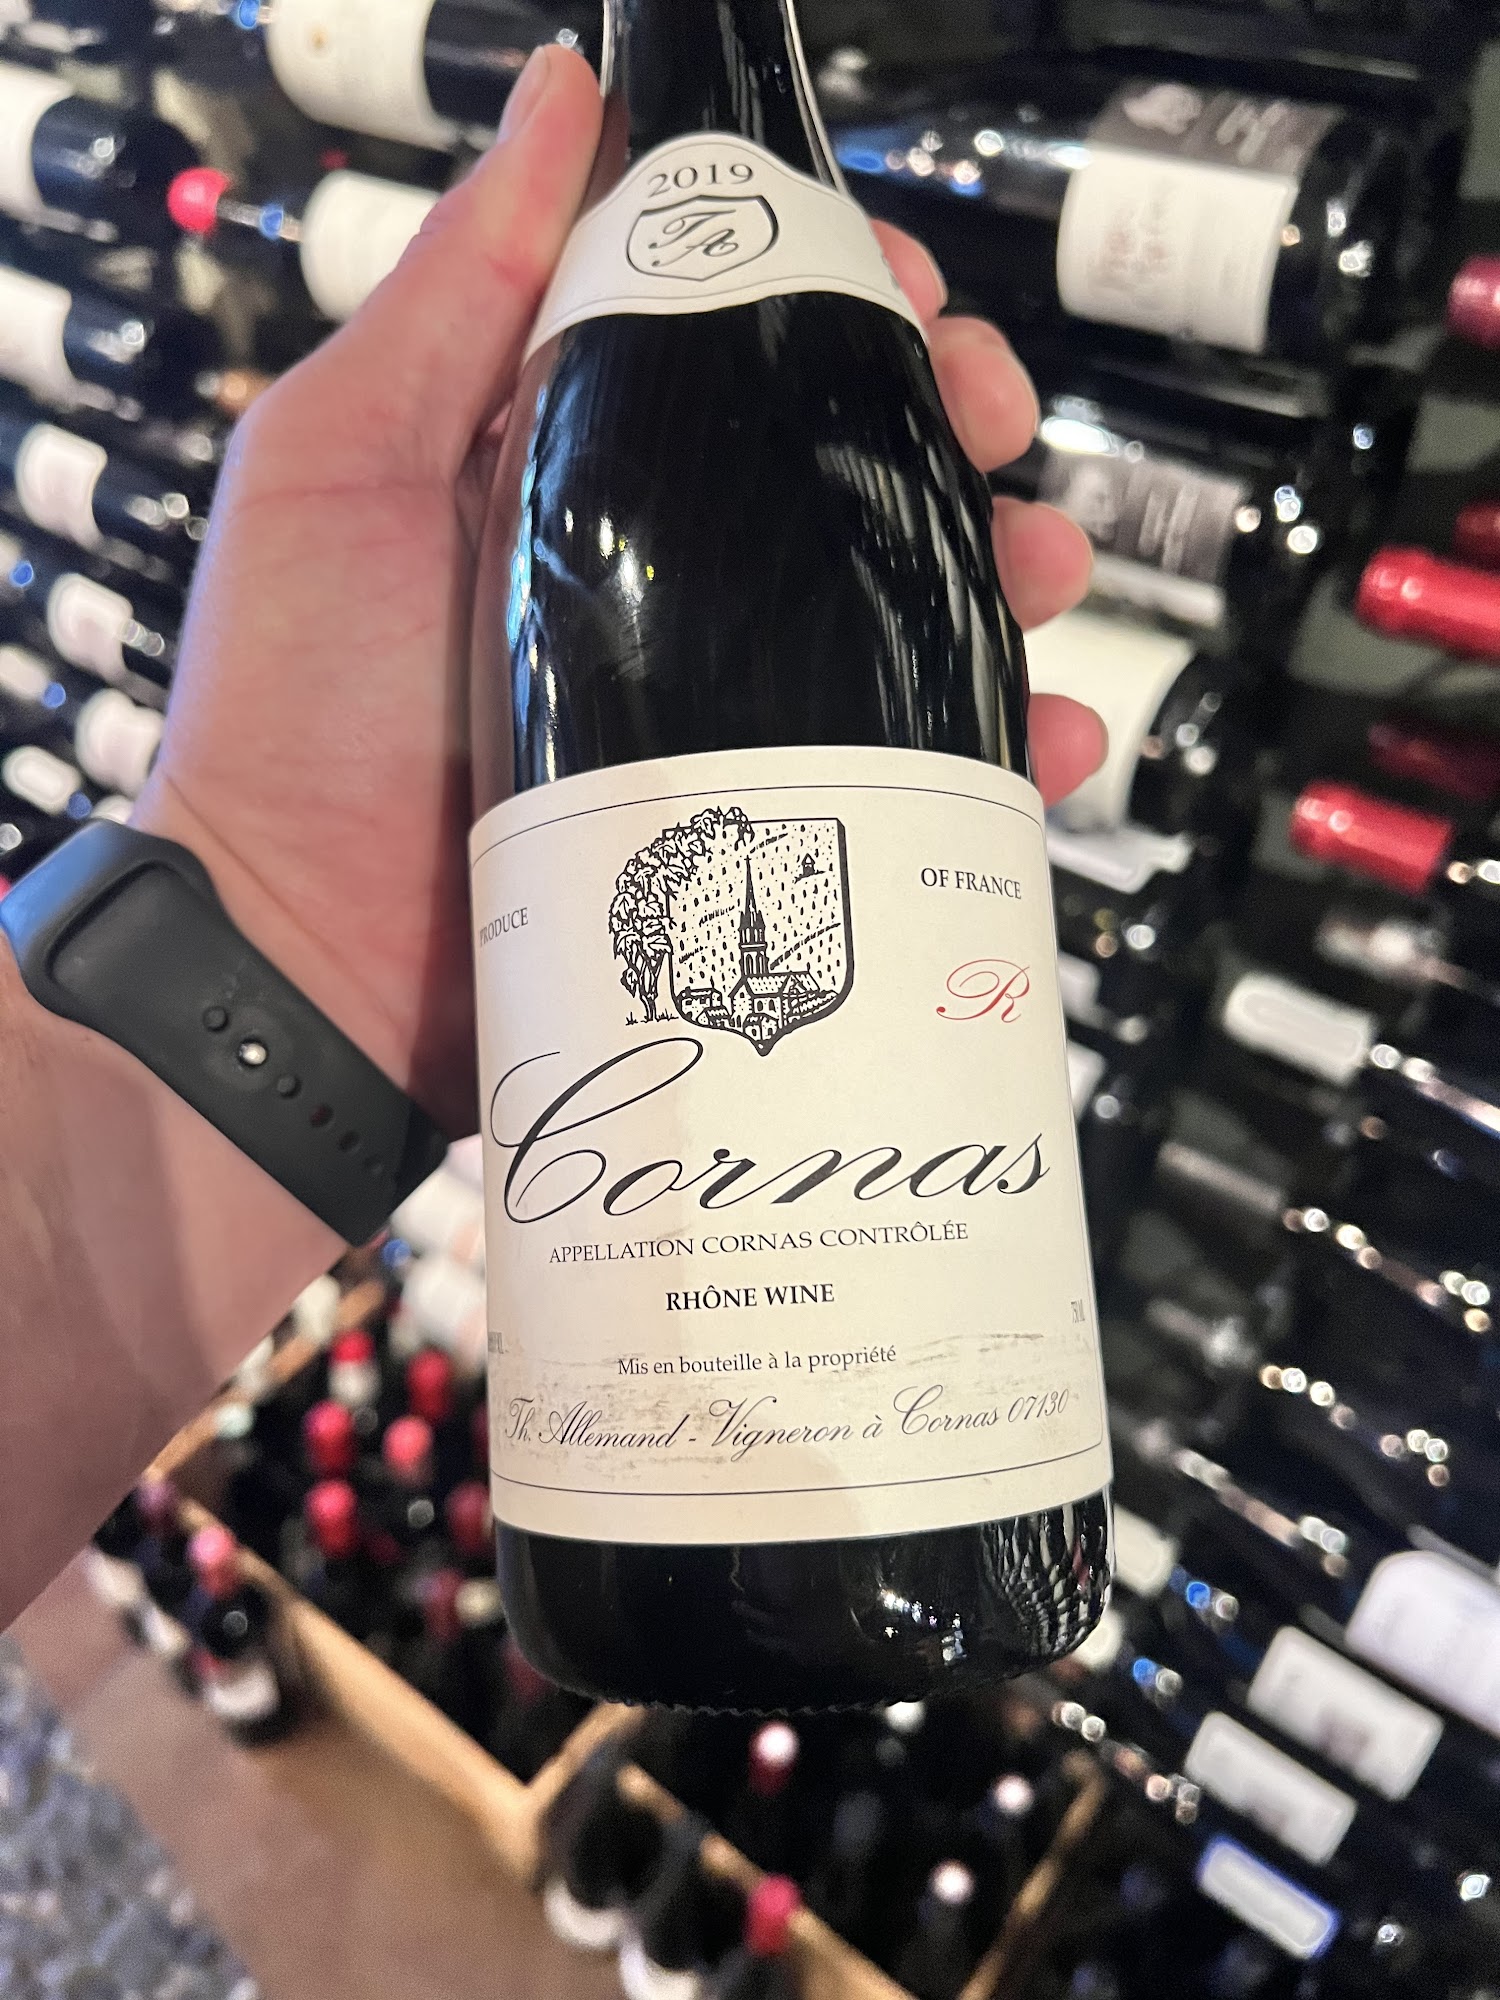 2019
TA
PRODUCE
OF FRANCE
R
Cornas
APPELLATION CORNAS CONTRÔLÉE
RHÔNE WINE
Mis en bouteille à la propriété
Th. Allemand - Vigneron à Cornas 07130